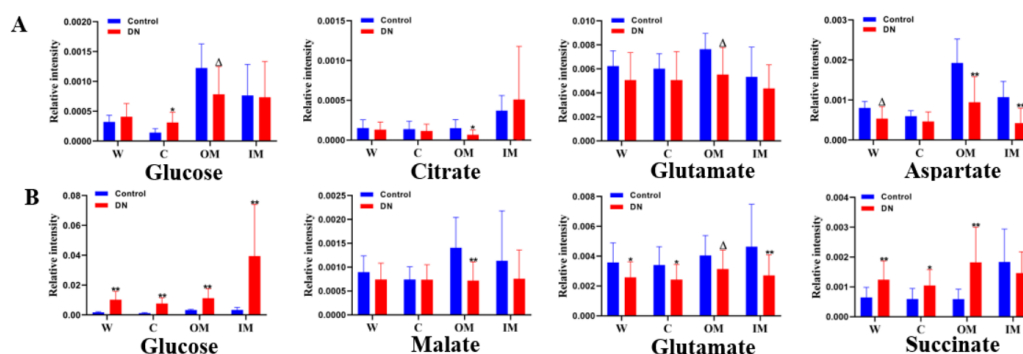 A
Relative intensity
0.0020
0.0015
0.0010
0.0005
0.0000
Control
DN
Δ
*
W C OM IM
Glucose
Relative intensity
0.0015
0.0010
0.0005
0.0000
Control
DN
*
W C OM IM
Citrate
Relative intensity
0.010
0.008
0.006
0.004
0.002
0.000
Control
DN
Δ
W C OM IM
Glutamate
Relative intensity
0.003
0.002
0.001
0.000
Control
DN
Δ
**
**
W C OM IM
Aspartate
B
Relative intensity
0.08
0.06
0.04
0.02
0.00
Control
DN
**
**
**
**
W C OM IM
Glucose
Relative intensity
0.0025
0.0020
0.0015
0.0010
0.0005
0.0000
Control
DN
**
W C OM IM
Malate
Relative intensity
0.008
0.006
0.004
0.002
0.000
Control
DN
*
*
Δ
**
W C OM IM
Glutamate
Relative intensity
0.004
0.003
0.002
0.001
0.000
Control
DN
**
*
**
W C OM IM
Succinate